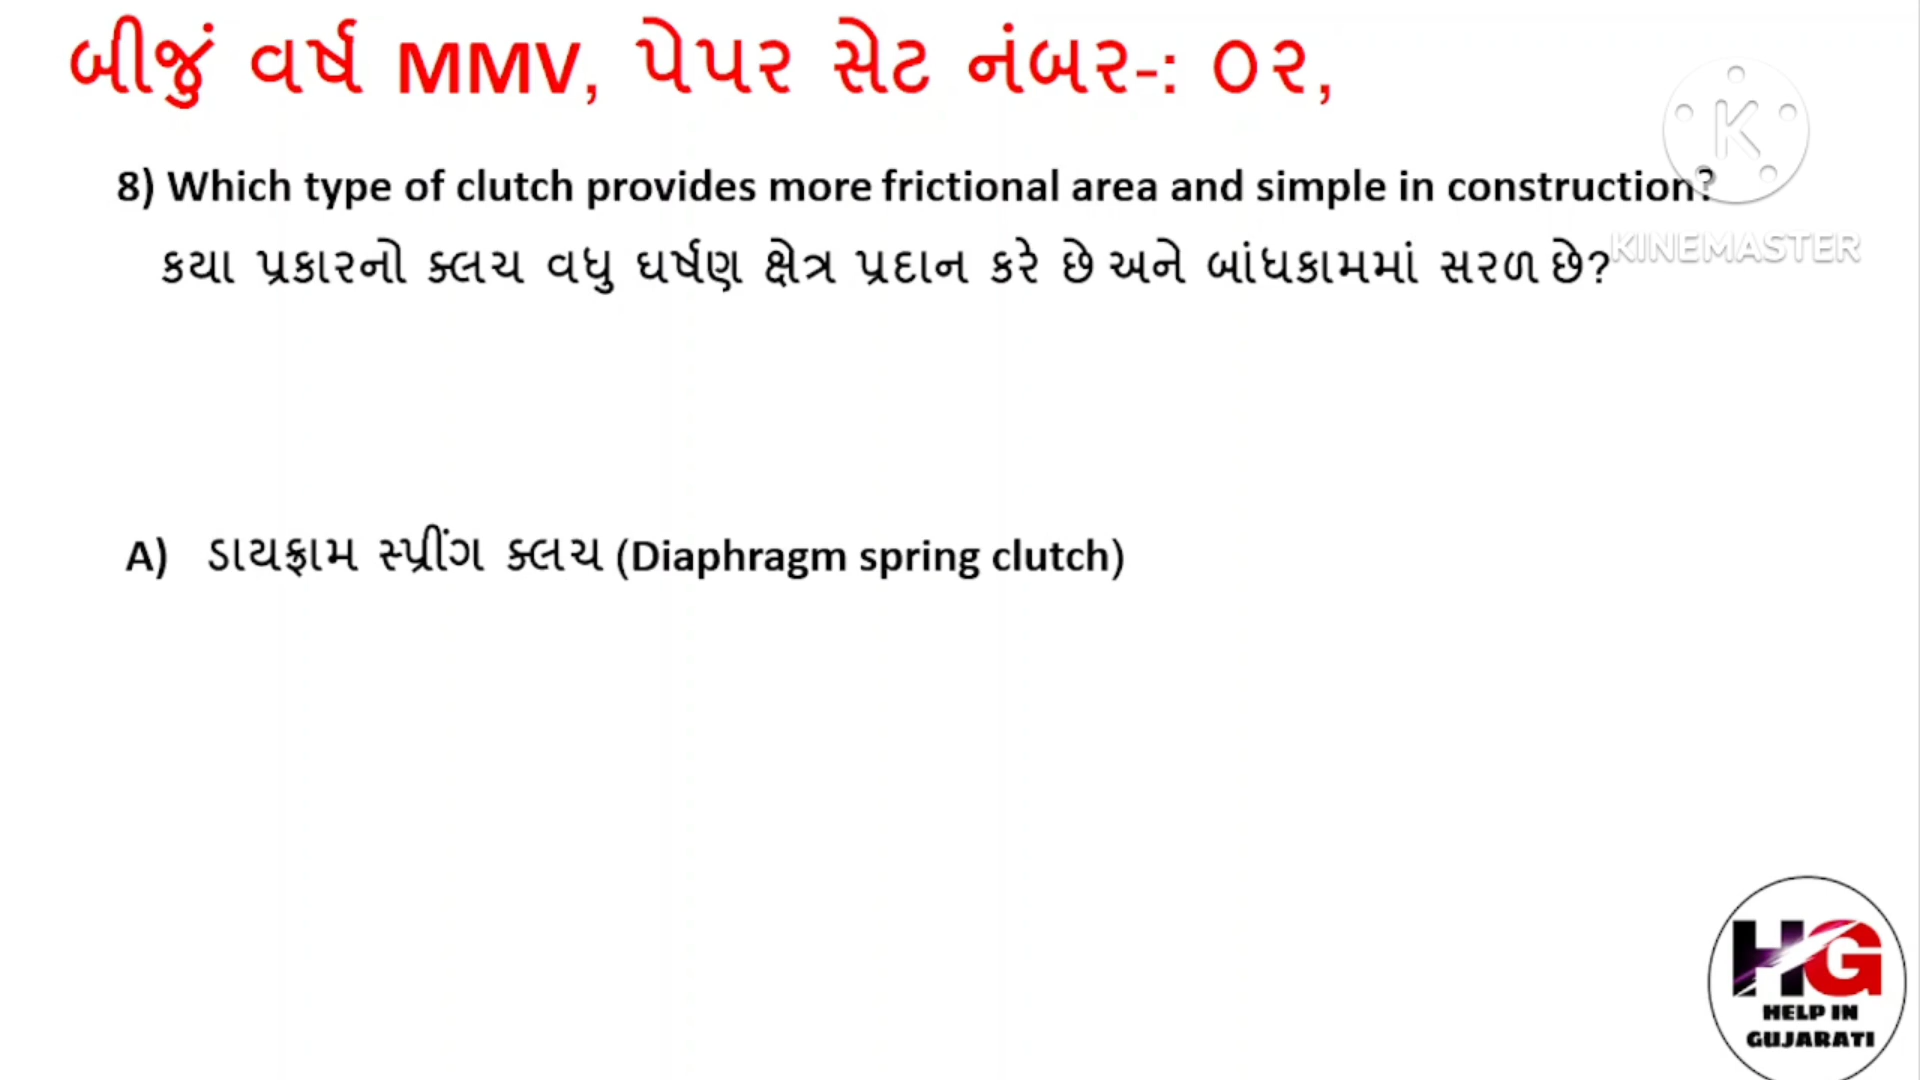 બીજું વર્ષ MMV, પેપર સેટ નંબર-: ૦૨,
8) Which type of clutch provides more frictional area and simple in construction?
કયા પ્રકારનો ક્લચ વધુ ઘર્ષણ ક્ષેત્ર પ્રદાન કરે છે અને બાંધકામમાં સરળ છે?
K
KINEMASTER
A) ડાયફ્રામ સ્પ્રીંગ ક્લચ (Diaphragm spring clutch)
HG
HELP IN
GUJARATI